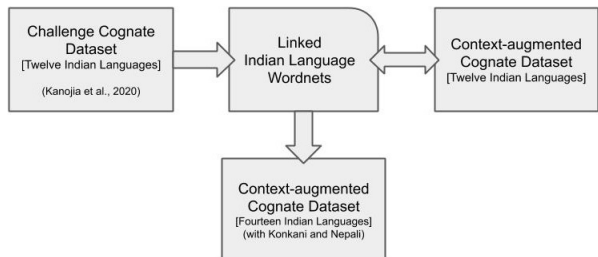 Challenge Cognate
Dataset
[Twelve Indian Languages]
(Kanojia et al., 2020)
Linked
Indian Language
Wordnets
Context-augmented
Cognate Dataset
[Twelve Indian Languages]
Context-augmented
Cognate Dataset
[Fourteen Indian Languages]
(with Konkani and Nepali)